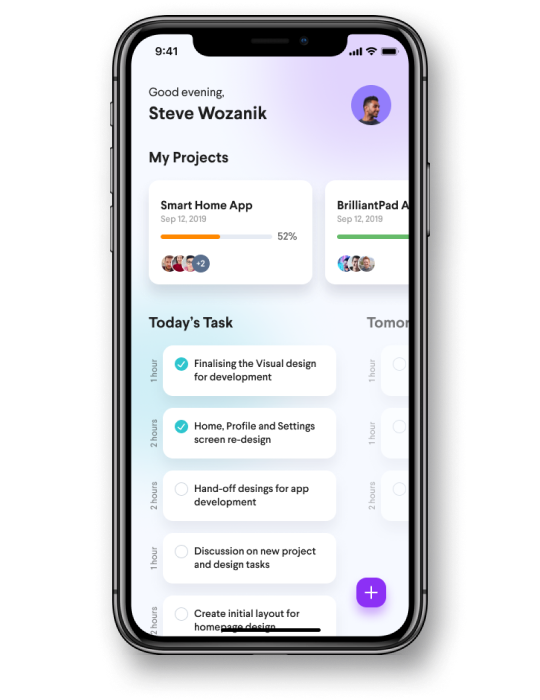 9:41
Good evening,
Steve Wozanik
My Projects
Smart Home App
Sep 12, 2019
52%
+2
BrilliantPad A
Sep 12, 2019
Today's Task
Tomor
1 hour
Finalising the Visual design
for development
1 hour
2 hours
Home, Profile and Settings
screen re-design
1 hour
2 hours
Hand-off desings for app
development
2 hours
1 hour
Discussion on new project
and design tasks
2 hours
Create initial layout for
homepage design